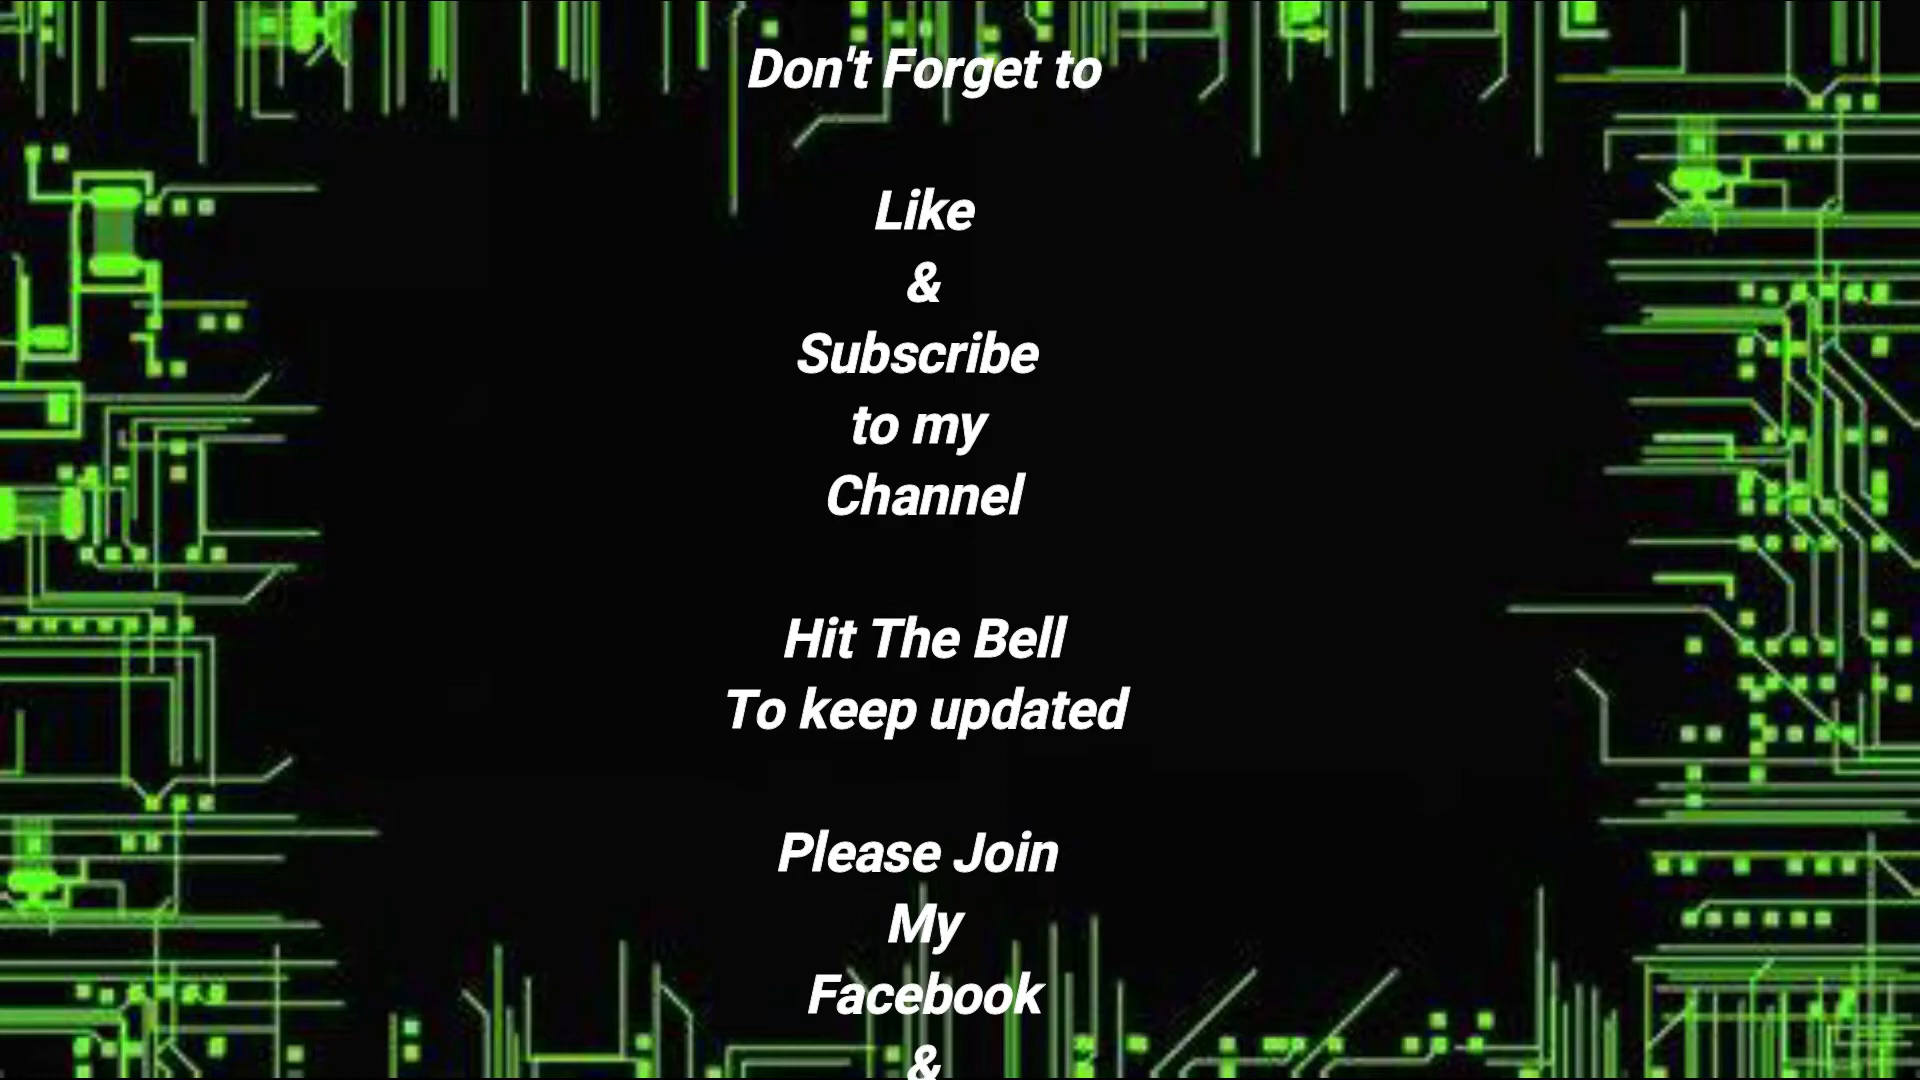 Don't Forget to
Like
&
Subscribe
to my
Channel
Hit The Bell
To keep updated
Please Join
My
Facebook
&